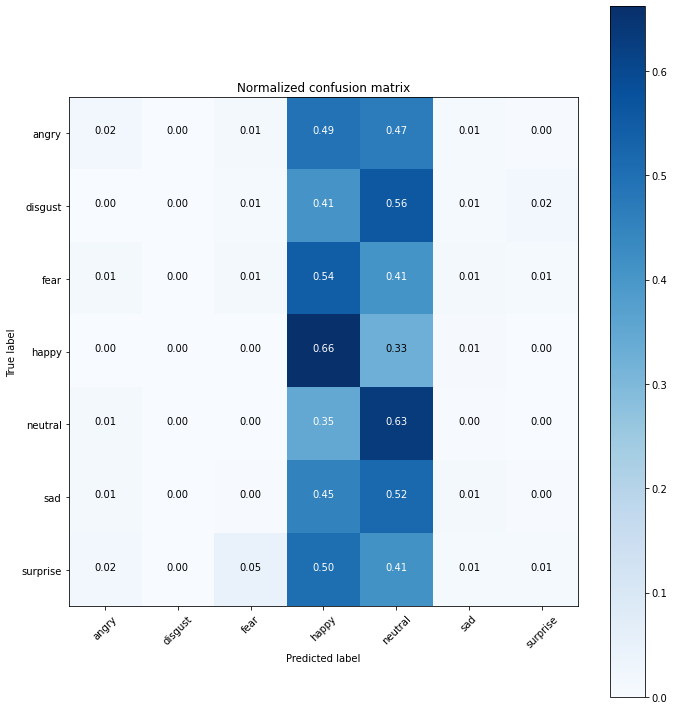 Normalized confusion matrix
True label
angry 0.02 0.00 0.01 0.49 0.47 0.01 0.00
disgust 0.00 0.00 0.01 0.41 0.56 0.01 0.02
fear 0.01 0.00 0.01 0.54 0.41 0.01 0.01
happy 0.00 0.00 0.00 0.66 0.33 0.01 0.00
neutral 0.01 0.00 0.00 0.35 0.63 0.00 0.00
sad 0.01 0.00 0.00 0.45 0.52 0.01 0.00
surprise 0.02 0.00 0.05 0.50 0.41 0.01 0.01
angry disgust fear happy neutral sad surprise
Predicted label
0.6
0.5
0.4
0.3
0.2
0.1
0.0